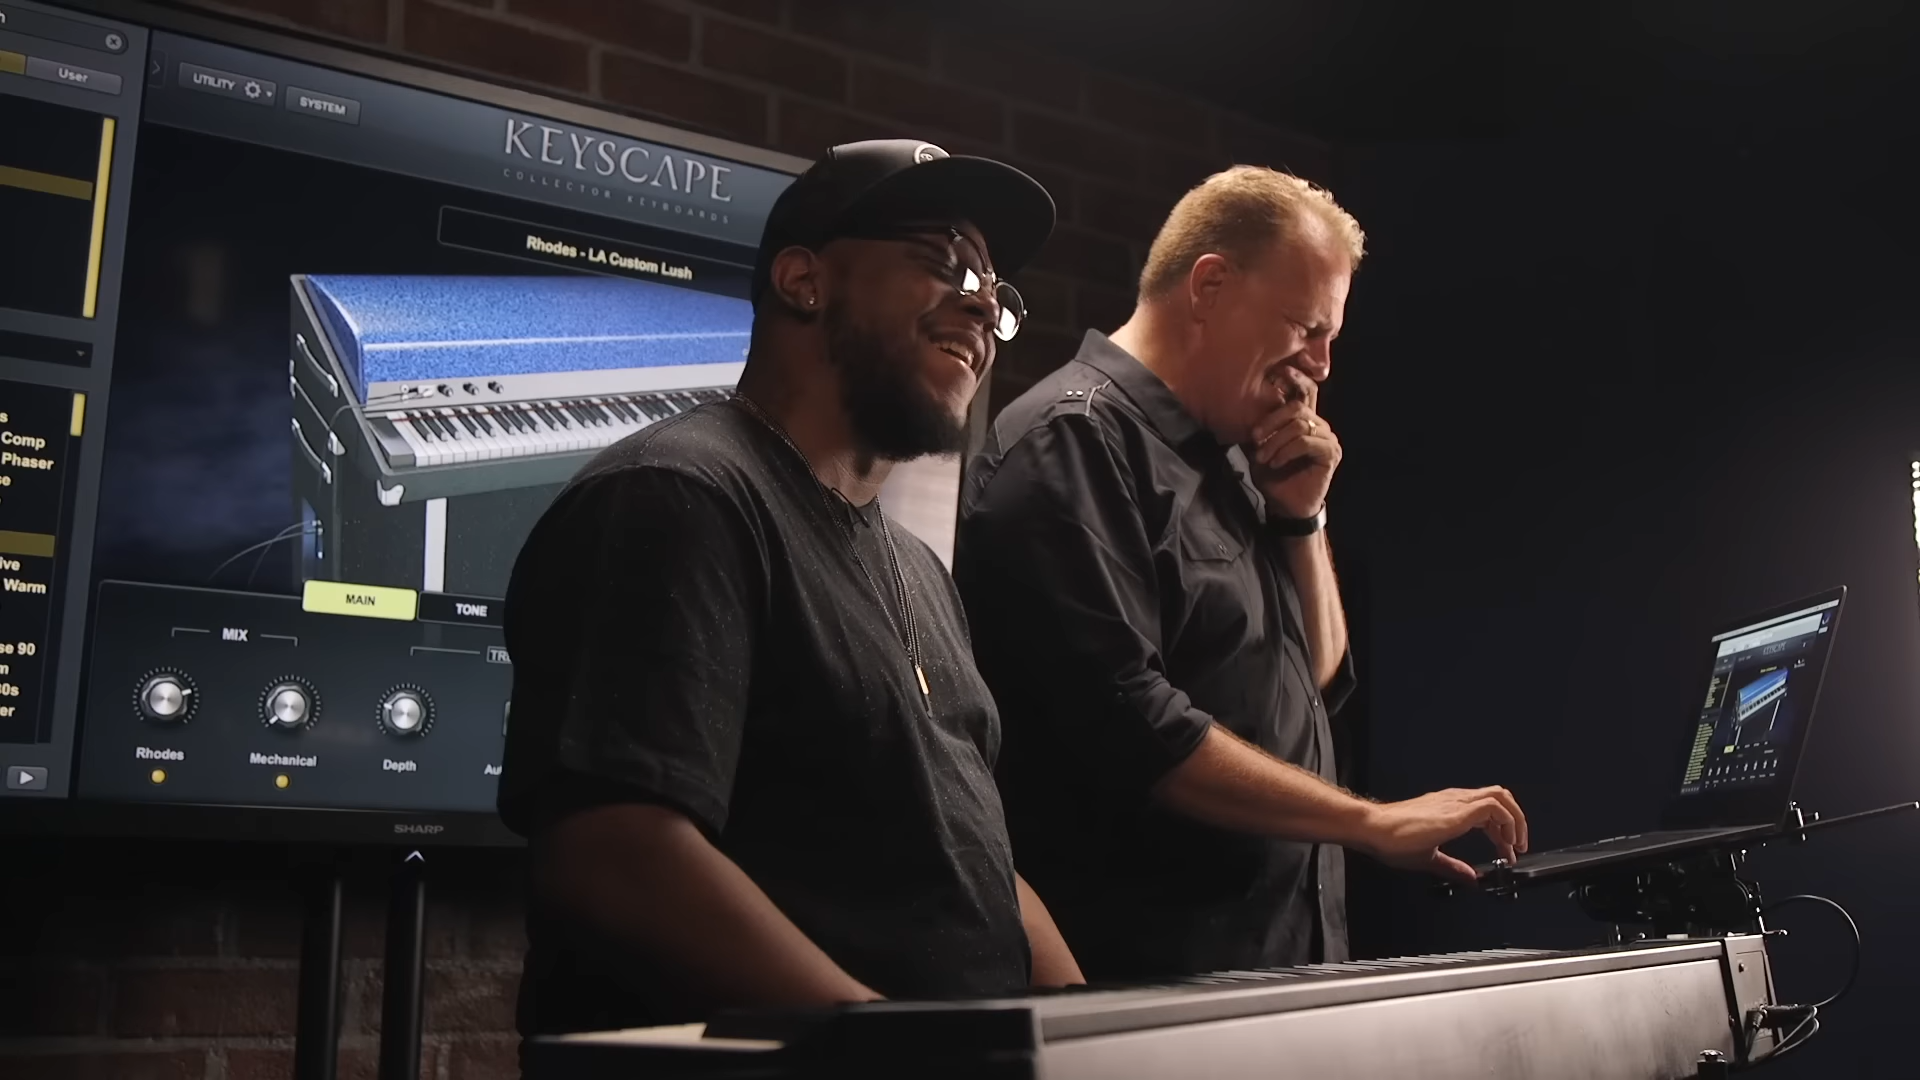 User
UTILITY
SYSTEM
KEYSCAPE
COLLECTOR KEYBOARDS
Rhodes - LA Custom Lush
Comp
Phaser
Warm
MAIN
TONE
MIX
Rhodes
Mechanical
Depth
SHARP
KEYSCAPE